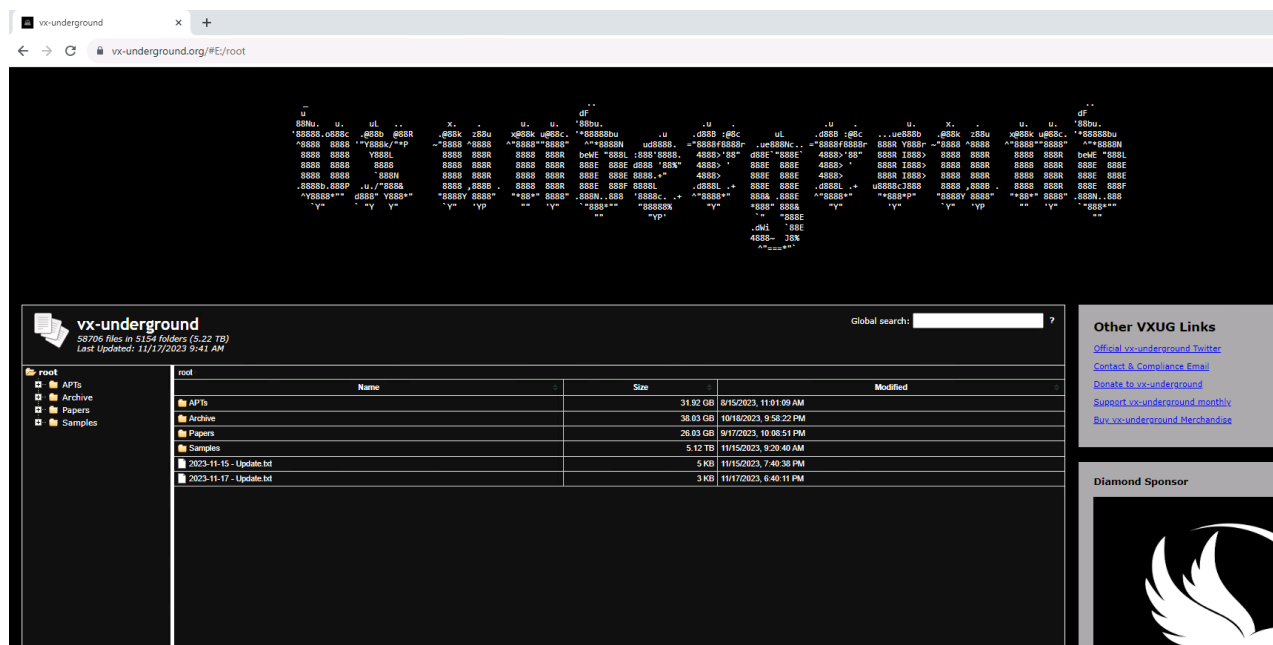 vx-underground
vx-underground.org/#E:/root
vx-underground
58706 files in 5154 folders (5.22 TB)
Last Updated: 11/17/2023 9:41 AM
Global search: ?
root
APTs
Archive
Papers
Samples
root
Name Size Modified
APTs 31.92 GB 8/15/2023, 11:01:09 AM
Archive 38.03 GB 10/18/2023, 9:58:22 PM
Papers 26.03 GB 9/17/2023, 10:08:51 PM
Samples 5.12 TB 11/15/2023, 9:20:40 AM
2023-11-15 - Update.txt 5 KB 11/15/2023, 7:40:38 PM
2023-11-17 - Update.txt 3 KB 11/17/2023, 6:40:11 PM
Other VXUG Links
Official vx-underground Twitter
Contact & Compliance Email
Donate to vx-underground
Support vx-underground monthly
Buy vx-underground Merchandise
Diamond Sponsor